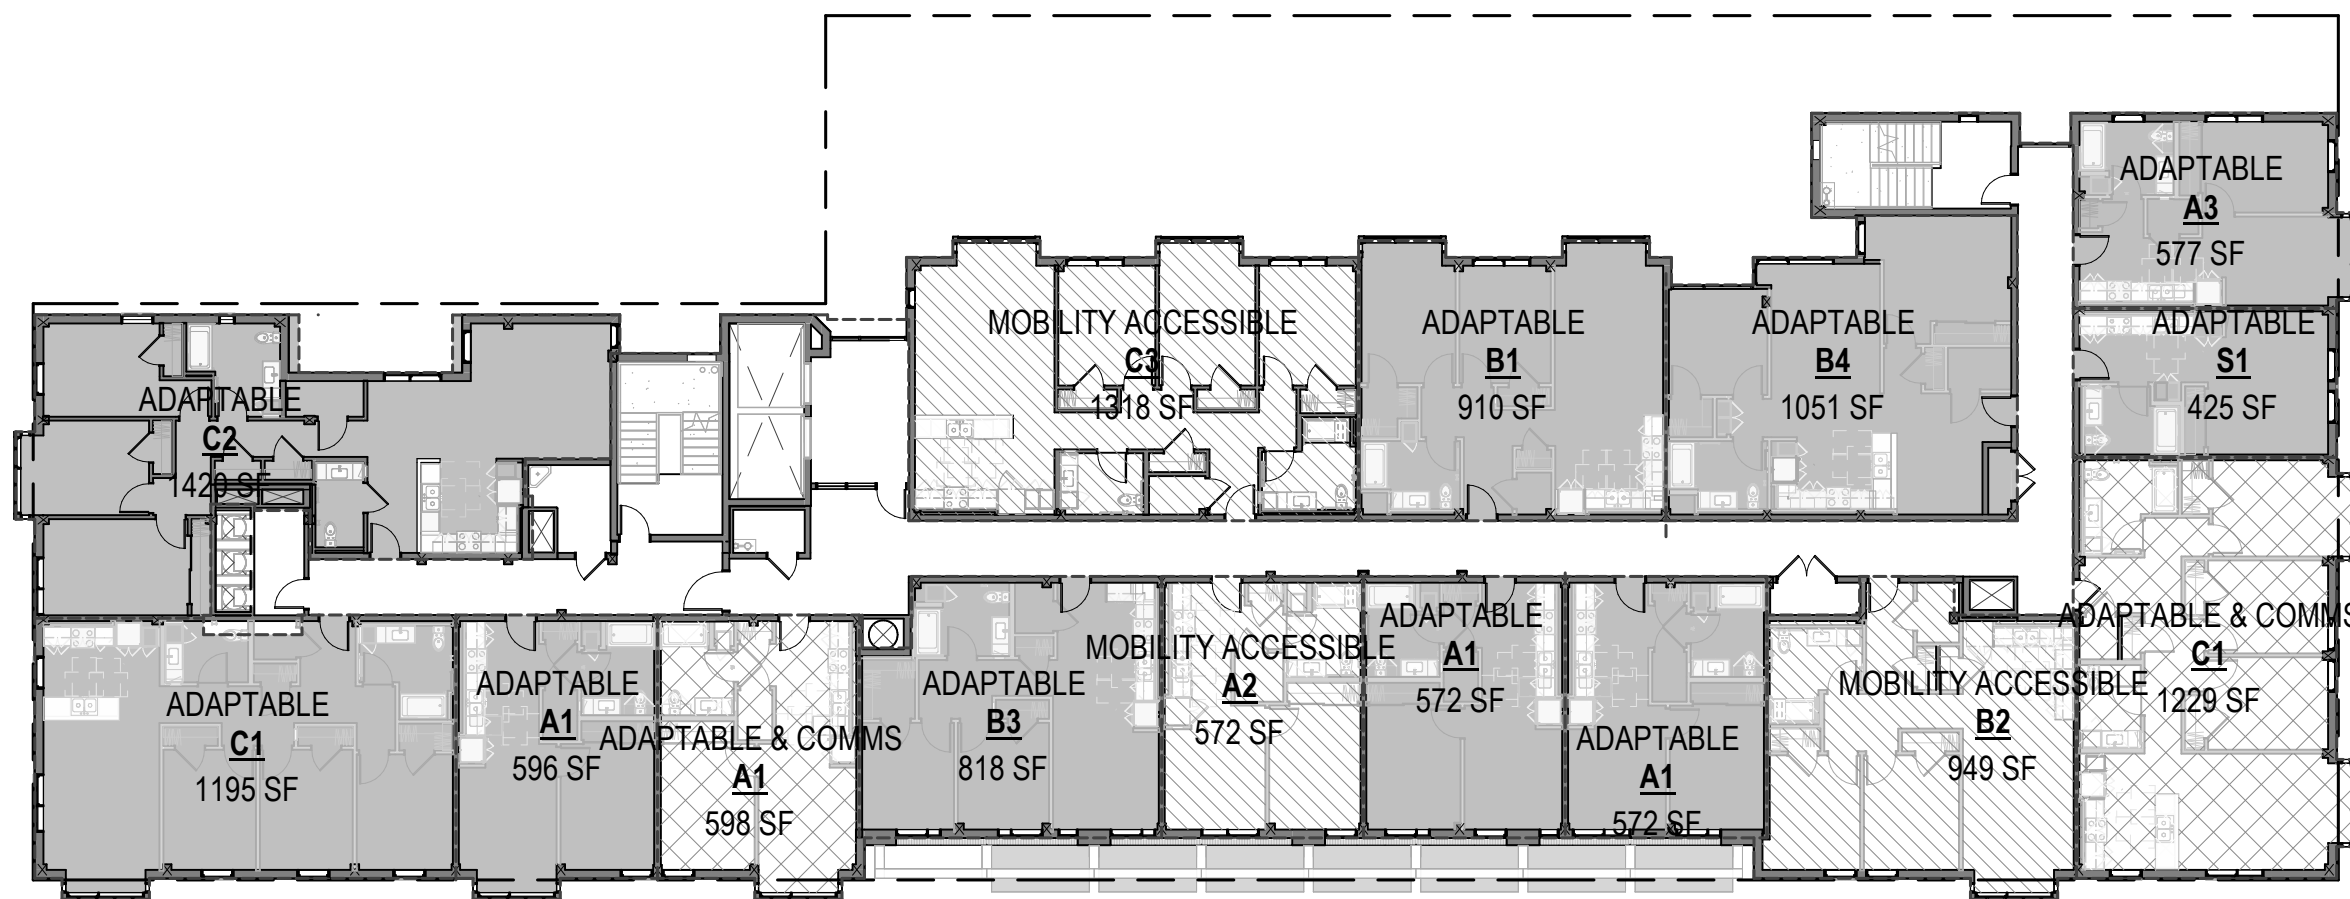 ADAPTABLE
A3
577 SF
MOBILITY ACCESSIBLE
C3
1318 SF
ADAPTABLE
B1
910 SF
ADAPTABLE
B4
1051 SF
ADAPTABLE
S1
425 SF
ADAPTABLE
C2
1420 SF
ADAPTABLE
C1
1195 SF
ADAPTABLE
A1
596 SF
ADAPTABLE & COMMS
A1
598 SF
ADAPTABLE
B3
818 SF
MOBILITY ACCESSIBLE
A2
572 SF
ADAPTABLE
A1
572 SF
ADAPTABLE
A1
572 SF
MOBILITY ACCESSIBLE
B2
949 SF
ADAPTABLE & COMMS
C1
1229 SF